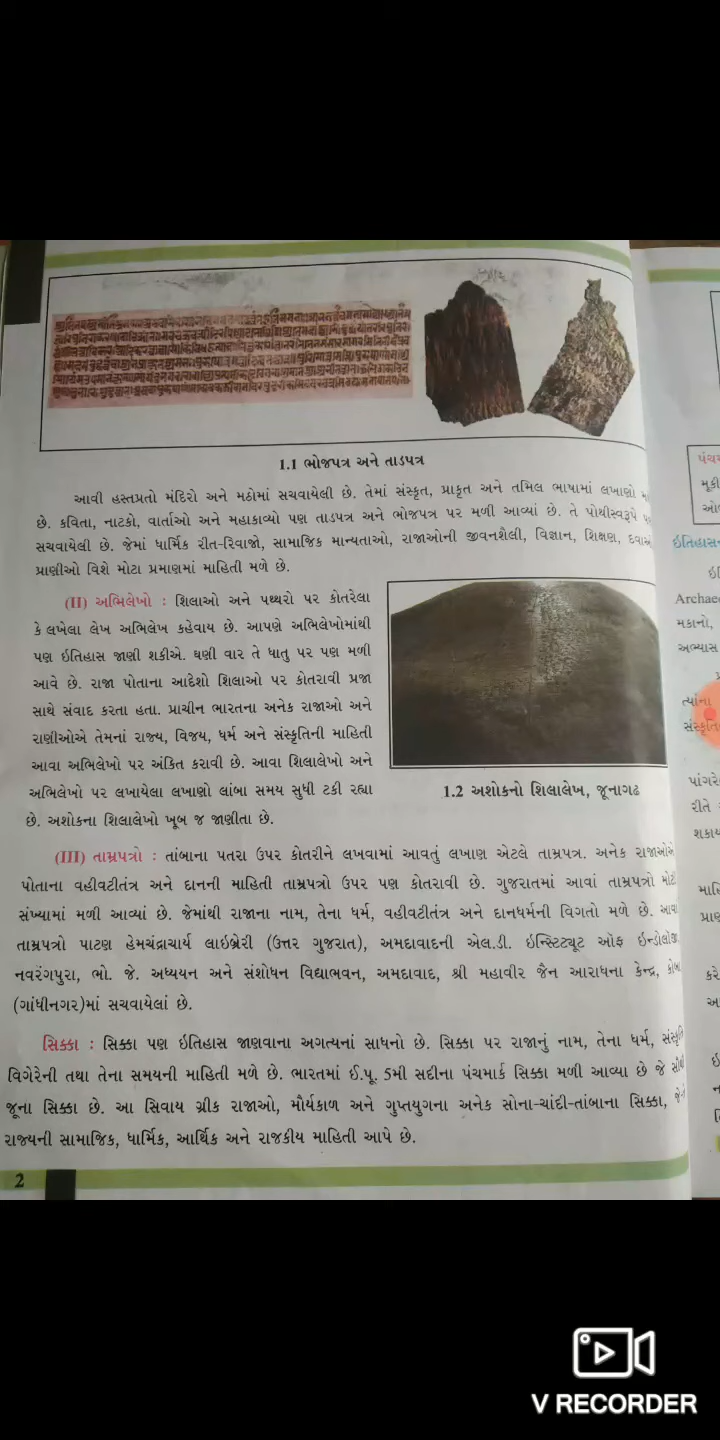 1.1 ભોજપત્ર અને તાડપત્ર
આવી હસ્તપ્રતો મંદિરો અને મઠોમાં સચવાયેલી છે. તેમાં સંસ્કૃત, પ્રાકૃત અને તમિલ ભાષામાં લખાણો
છે. કવિતા, નાટકો, વાર્તાઓ અને મહાકાવ્યો પણ તાડપત્ર અને ભોજપત્ર પર મળી આવ્યાં છે. તે પોથીસ્વરૂપે
સચવાયેલી છે. જેમાં ધાર્મિક રીત-રિવાજો, સામાજિક માન્યતાઓ, રાજાઓની જીવનશૈલી, વિજ્ઞાન, શિક્ષણ,
પ્રાણીઓ વિશે મોટા પ્રમાણમાં માહિતી મળે છે.
(II) અભિલેખો : શિલાઓ અને પથ્થરો પર કોતરેલા
કે લખેલા લેખ અભિલેખ કહેવાય છે. આપણે અભિલેખોમાંથી
પણ ઇતિહાસ જાણી શકીએ. ઘણી વાર તે ધાતુ પર પણ મળી
આવે છે. રાજા પોતાના આદેશો શિલાઓ પર કોતરાવી પ્રજા
સાથે સંવાદ કરતા હતા. પ્રાચીન ભારતના અનેક રાજાઓ અને
રાણીઓએ તેમનાં રાજ્ય, વિજય, ધર્મ અને સંસ્કૃતિની માહિતી
આવા અભિલેખો પર અંકિત કરાવી છે. આવા શિલાલેખો અને
અભિલેખો પર લખાયેલા લખાણો લાંબા સમય સુધી ટકી રહ્યા
છે. અશોકના શિલાલેખો ખૂબ જ જાણીતા છે.
1.2 અશોકનો શિલાલેખ, જૂનાગઢ
(III) તામ્રપત્રો : તાંબાના પતરા ઉપર કોતરીને લખવામાં આવતું લખાણ એટલે તામ્રપત્ર. અનેક રાજાઓએ
પોતાના વહીવટીતંત્ર અને દાનની માહિતી તામ્રપત્રો ઉપર પણ કોતરાવી છે. ગુજરાતમાં આવાં તામ્રપત્રો મોટી
સંખ્યામાં મળી આવ્યાં છે. જેમાંથી રાજાના નામ, તેના ધર્મ, વહીવટીતંત્ર અને દાનધર્મની વિગતો મળે છે. આવા
તામ્રપત્રો પાટણ હેમચંદ્રાચાર્ય લાઇબ્રેરી (ઉત્તર ગુજરાત), અમદાવાદની એલ.ડી. ઇન્સ્ટિટ્યૂટ ઑફ ઇન્ડોલોજી,
નવરંગપુરા, ભો. જે. અધ્યયન અને સંશોધન વિદ્યાભવન, અમદાવાદ, શ્રી મહાવીર જૈન આરાધના કેન્દ્ર, કોબા
(ગાંધીનગર)માં સચવાયેલાં છે.
સિક્કા : સિક્કા પણ ઇતિહાસ જાણવાના અગત્યનાં સાધનો છે. સિક્કા પર રાજાનું નામ, તેના ધર્મ, સંસ્કૃતિ
વિગેરેની તથા તેના સમયની માહિતી મળે છે. ભારતમાં ઈ.પૂ. 5મી સદીના પંચમાર્ક સિક્કા મળી આવ્યા છે જે સૌથી
જૂના સિક્કા છે. આ સિવાય ગ્રીક રાજાઓ, મૌર્યકાળ અને ગુપ્તયુગના અનેક સોના-ચાંદી-તાંબાના સિક્કા, જેને
રાજ્યની સામાજિક, ધાર્મિક, આર્થિક અને રાજકીય માહિતી આપે છે.
2
Archae
મકાનો,
અભ્યાસ
V RECORDER